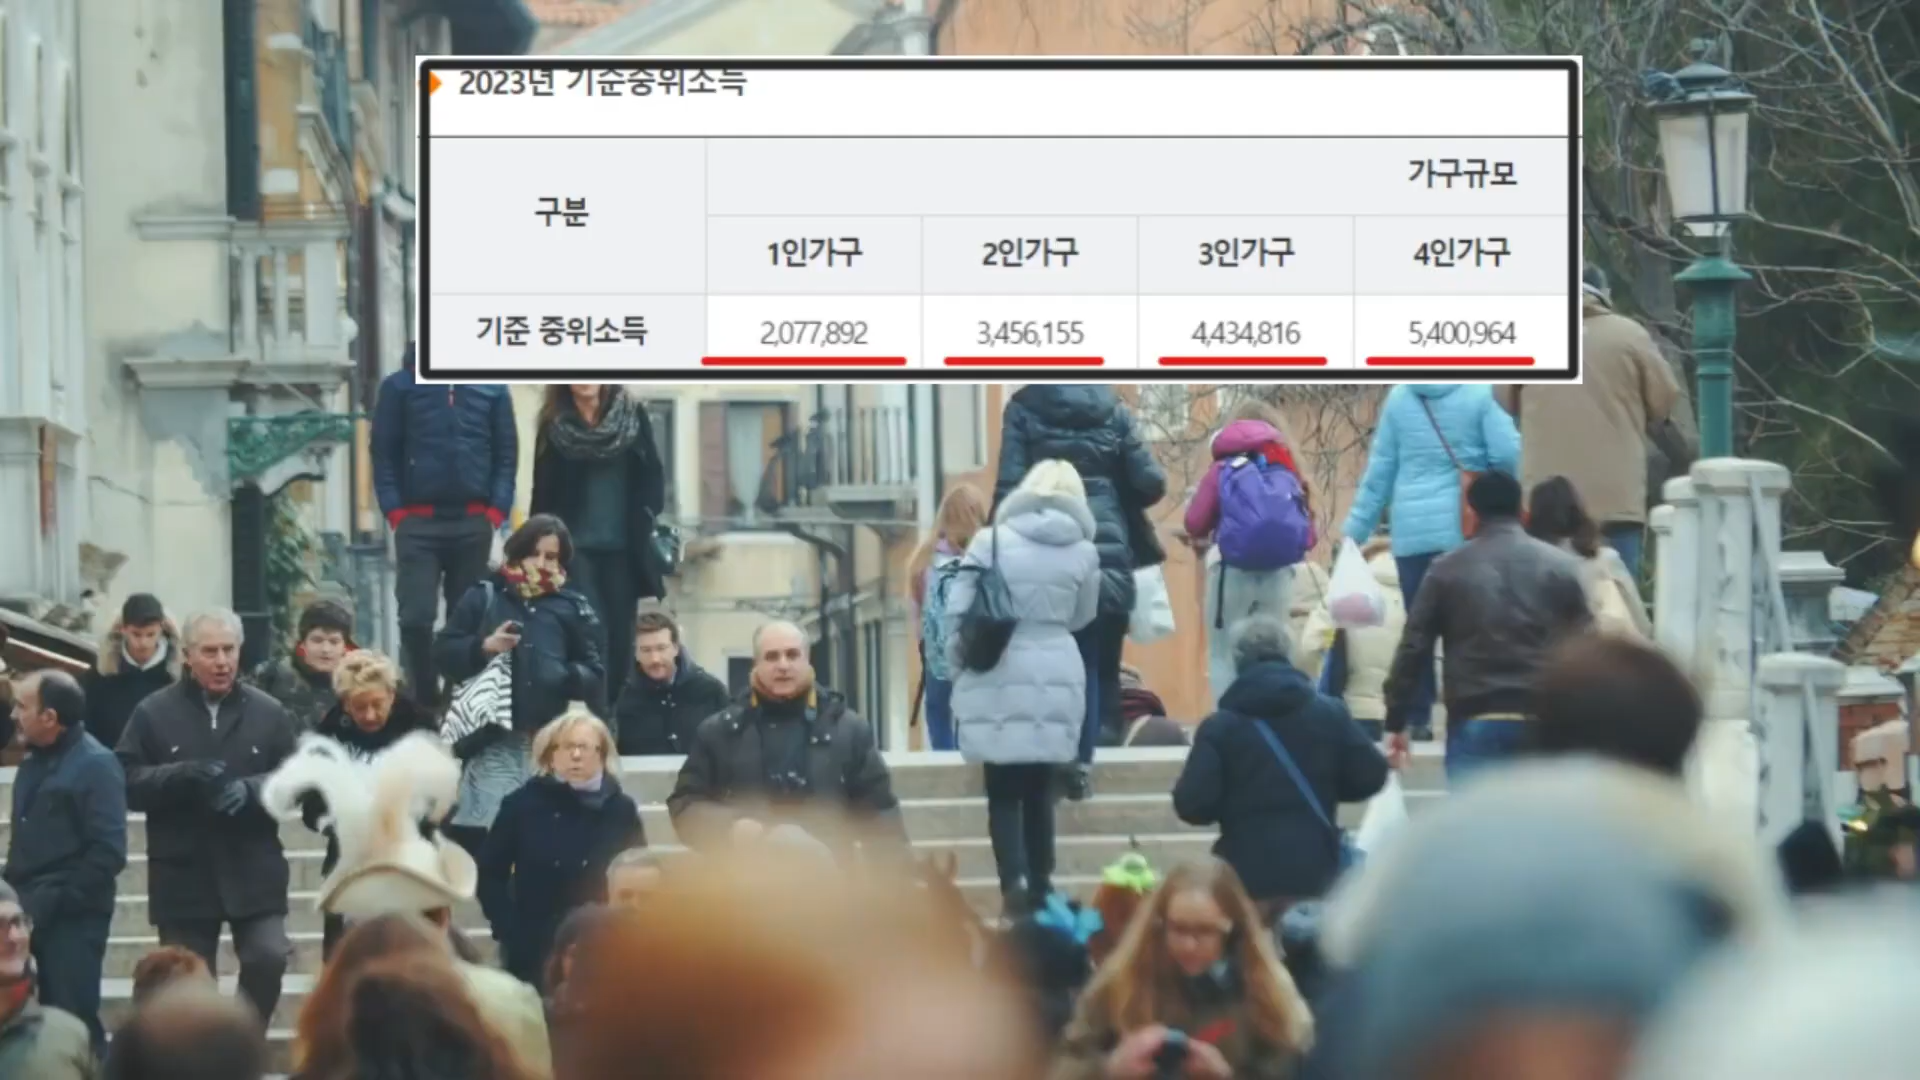 2023년 기준중위소득
구분
가구규모
1인가구 2인가구 3인가구 4인가구
기준 중위소득 2,077,892 3,456,155 4,434,816 5,400,964